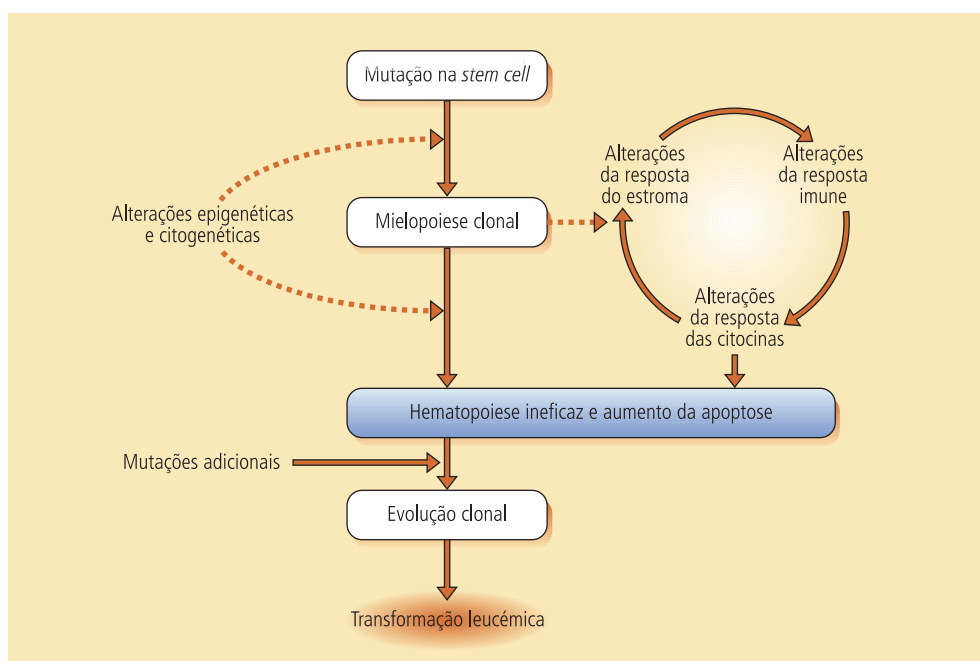 Mutação na stem cell
Alterações
da resposta
do estroma
Alterações
da resposta
imune
Alterações epigenéticas
e citogenéticas
Mielopoiese clonal
Alterações
da resposta
das citocinas
Hematopoiese ineficaz e aumento da apoptose
Mutações adicionais
Evolução clonal
Transformação leucémica